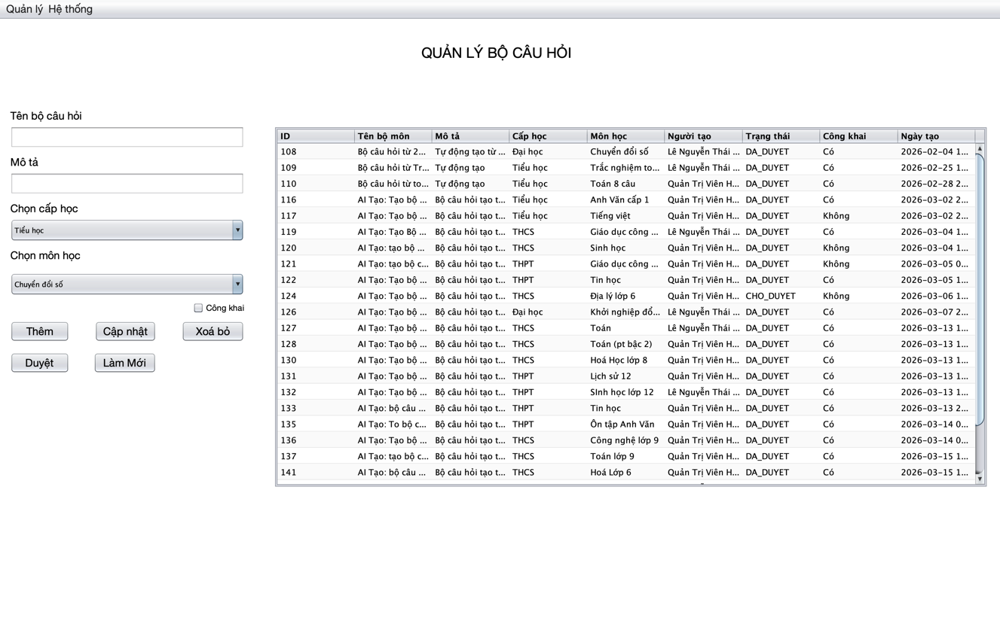 Quản lý Hệ thống
QUẢN LÝ BỘ CÂU HỎI
Tên bộ câu hỏi
Mô tả
Chọn cấp học
Tiểu học
Chọn môn học
Chuyển đổi số
Công khai
Thêm Cập nhật Xoá bỏ
Duyệt Làm Mới
ID Tên bộ môn Mô tả Cấp học Môn học Người tạo Trạng thái Công khai Ngày tạo
108 Bộ câu hỏi từ 2... Tự động tạo từ ... Đại học Chuyển đổi số Lê Nguyễn Thái ... DA_DUYET Có 2026-02-04 1...
109 Bộ câu hỏi từ Tr... Tự động tạo Tiểu học Trắc nghiệm to... Lê Nguyễn Thái ... DA_DUYET Có 2026-02-25 1...
110 Bộ câu hỏi từ to... Tự động tạo Tiểu học Toán 8 câu Quản Trị Viên H... DA_DUYET Có 2026-02-28 2...
116 AI Tạo: Tạo bộ ... Bộ câu hỏi tạo t... Tiểu học Anh Văn cấp 1 Quản Trị Viên H... DA_DUYET Có 2026-03-02 2...
117 AI Tạo: Tạo bộ ... Bộ câu hỏi tạo t... Tiểu học Tiếng việt Quản Trị Viên H... DA_DUYET Không 2026-03-02 2...
119 AI Tạo: Tạo Bộ ... Bộ câu hỏi tạo t... THCS Giáo dục công ... Lê Nguyễn Thái ... DA_DUYET Có 2026-03-04 1...
120 AI Tạo: tạo bộ ... Bộ câu hỏi tạo t... THCS Sinh học Quản Trị Viên H... DA_DUYET Không 2026-03-04 1...
121 AI Tạo: tạo bộ c... Bộ câu hỏi tạo t... THPT Giáo dục công ... Quản Trị Viên H... DA_DUYET Không 2026-03-05 0...
122 AI Tạo: Tạo bộ ... Bộ câu hỏi tạo t... THPT Tin học Quản Trị Viên H... DA_DUYET Có 2026-03-05 1...
124 AI Tạo: Tạo bộ ... Bộ câu hỏi tạo t... THCS Địa lý lớp 6 Quản Trị Viên H... CHO_DUYET Không 2026-03-06 1...
126 AI Tạo: Tạo bộ ... Bộ câu hỏi tạo t... Đại học Khởi nghiệp đổ... Lê Nguyễn Thái ... DA_DUYET Có 2026-03-07 2...
127 AI Tạo: Tạo bộ ... Bộ câu hỏi tạo t... THCS Toán Lê Nguyễn Thái ... DA_DUYET Có 2026-03-13 1...
128 AI Tạo: Tạo bộ ... Bộ câu hỏi tạo t... THCS Toán (pt bậc 2) Quản Trị Viên H... DA_DUYET Có 2026-03-13 1...
130 AI Tạo: Tạo bộ ... Bộ câu hỏi tạo t... THCS Hoá Học lớp 8 Quản Trị Viên H... DA_DUYET Có 2026-03-13 1...
131 AI Tạo: Tạo bộ ... Bộ câu hỏi tạo t... THPT Lịch sử 12 Quản Trị Viên H... DA_DUYET Có 2026-03-13 1...
132 AI Tạo: Tạo bộ ... Bộ câu hỏi tạo t... THPT SInh học lớp 12 Lê Nguyễn Thái ... DA_DUYET Có 2026-03-13 1...
133 AI Tạo: bộ câu ... Bộ câu hỏi tạo t... THPT Tin học Quản Trị Viên H... DA_DUYET Có 2026-03-13 2...
135 AI Tạo: To bộ c... Bộ câu hỏi tạo t... THPT Ôn tập Anh Văn Quản Trị Viên H... DA_DUYET Có 2026-03-14 0...
136 AI Tạo: Tạo bộ ... Bộ câu hỏi tạo t... THCS Công nghệ lớp 9 Quản Trị Viên H... DA_DUYET Có 2026-03-14 0...
137 AI Tạo: tạo bộ c... Bộ câu hỏi tạo t... THCS Toán lớp 9 Quản Trị Viên H... DA_DUYET Có 2026-03-15 1...
141 AI Tạo: bộ câu ... Bộ câu hỏi tạo t... THCS Hoá Lớp 6 Quản Trị Viên H... DA_DUYET Có 2026-03-15 1...